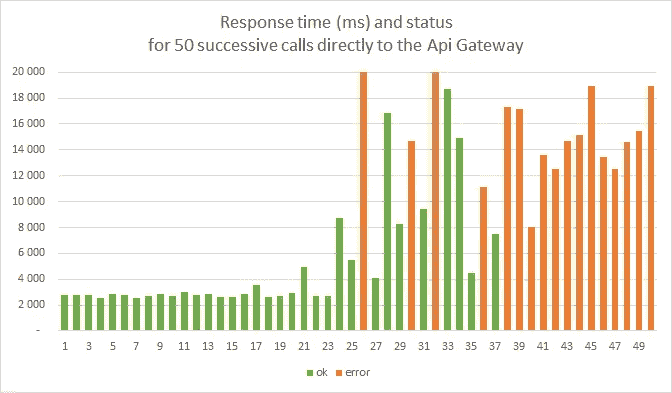 Response time (ms) and status
for 50 successive calls directly to the Api Gateway
20 000
18 000
16 000
14 000
12 000
10 000
8 000
6 000
4 000
2 000
-
1 3 5 7 9 11 13 15 17 19 21 23 25 27 29 31 33 35 37 39 41 43 45 47 49
ok error